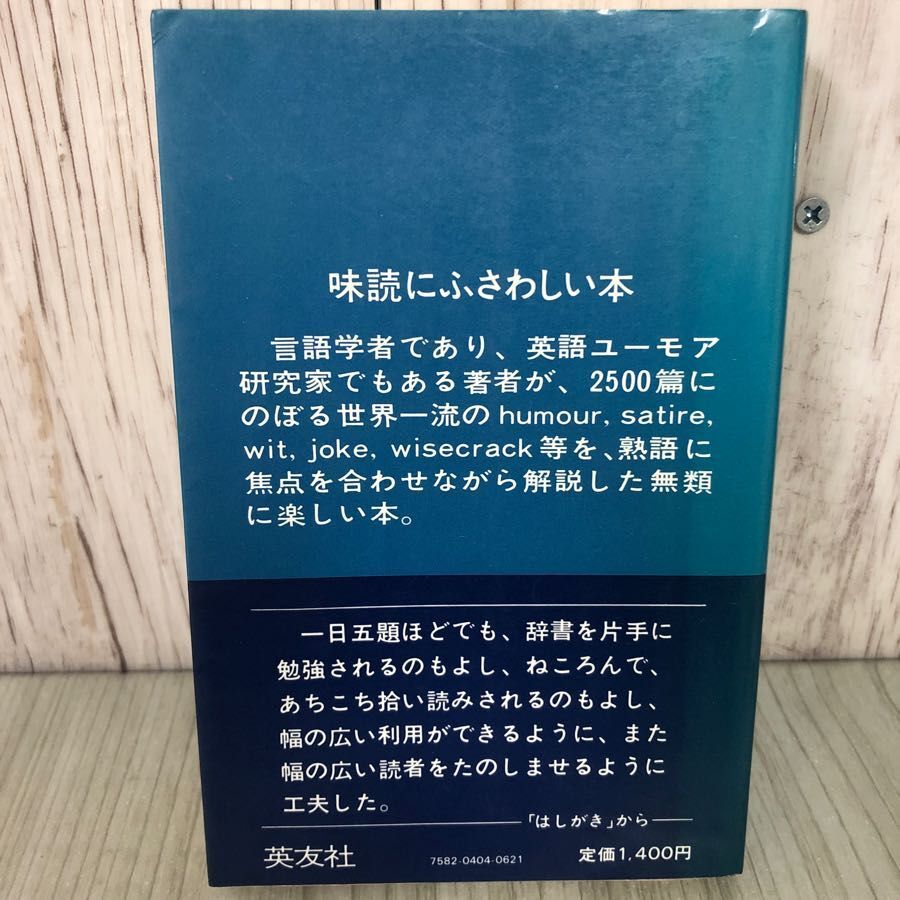 味読にふさわしい本
言語学者であり、英語ユーモア
研究家でもある著者が、2500篇に
のぼる世界一流のhumour, satire,
wit, joke, wisecrack等を、熟語に
焦点を合わせながら解説した無類
に楽しい本。
一日五題ほどでも、辞書を片手に
勉強されるのもよし、ねころんで、
あちこち拾い読みされるのもよし、
幅の広い利用ができるように、また
幅の広い読者をたのしませるように
工夫した。
「はしがき」から
英友社 7582-0404-0621 定価1,400円